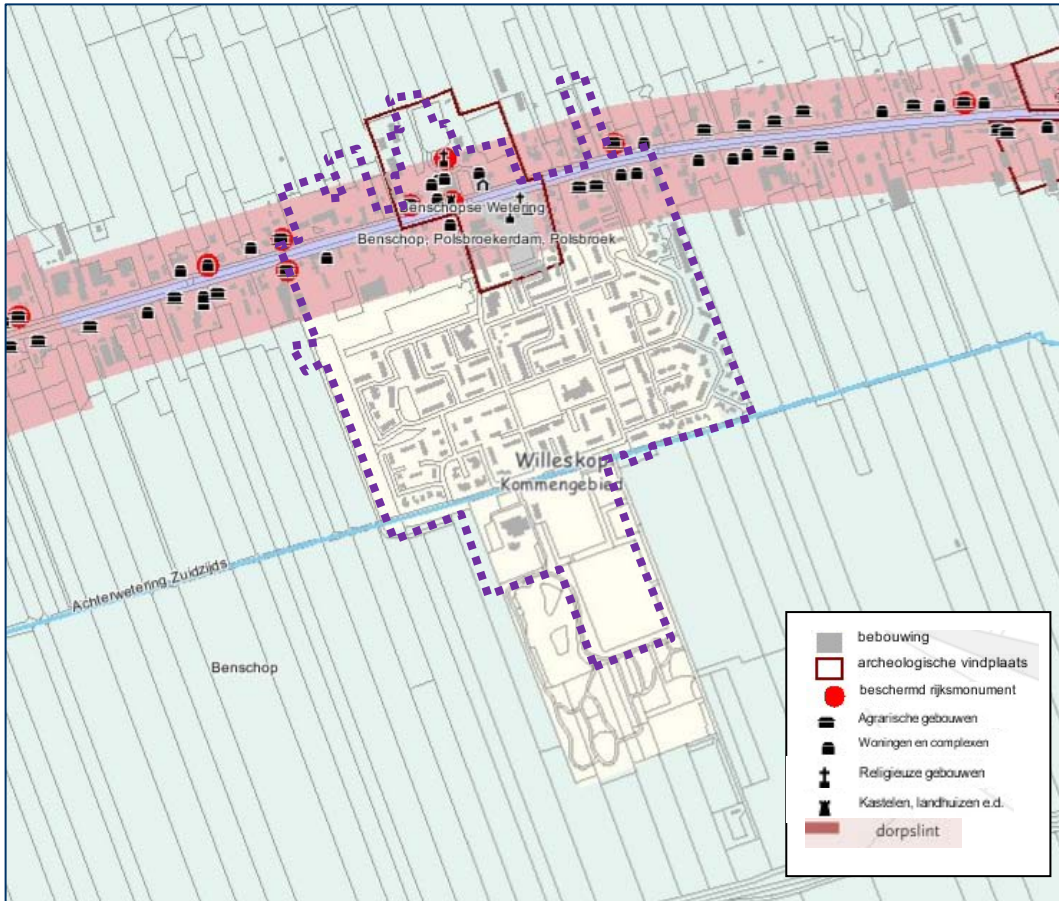 Benschopse Wetering
Benschop, Polsbroekerdam, Polsbroek
Willeskop
Kommengebied
Achterwetering Zuidzijds
Benschop
bebouwing
archeologische vindplaats
beschermd rijksmonument
Agrarische gebouwen
Woningen en complexen
Religieuze gebouwen
Kastelen, landhuizen e.d.
dorpslint